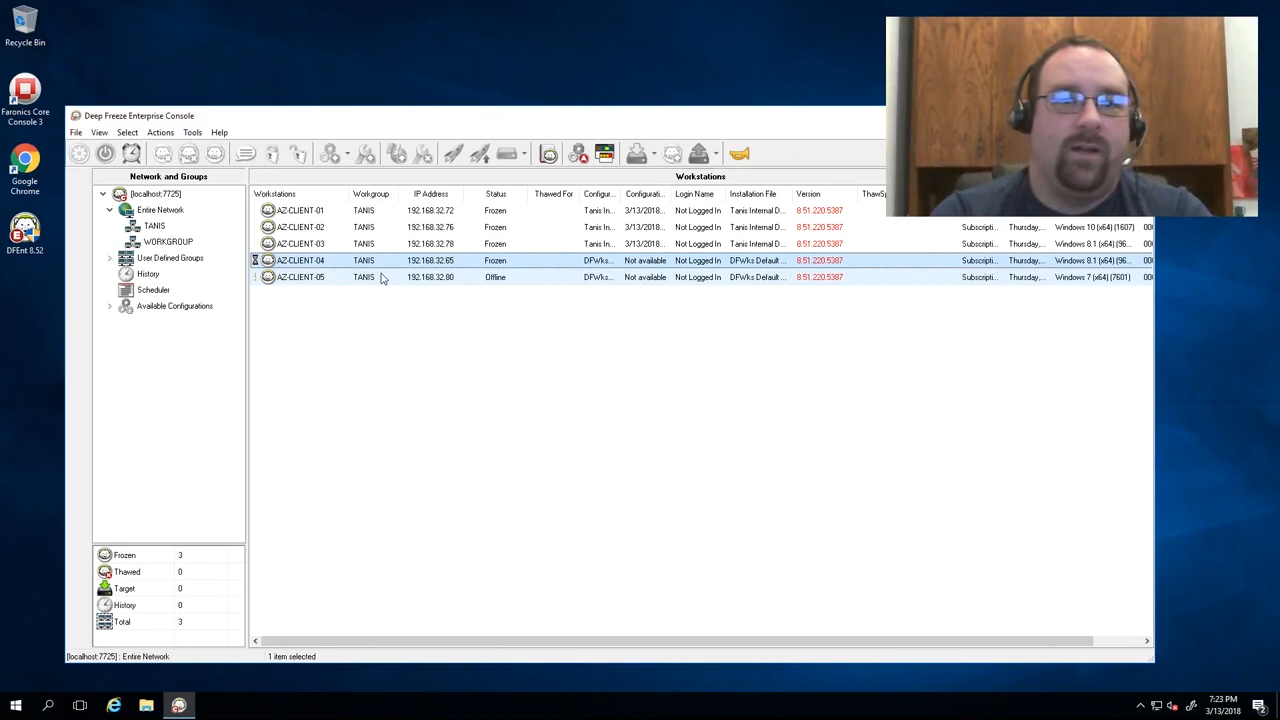 Recycle Bin
Faronics Core
Console 3
Google
Chrome
DFEnt 8.52
Deep Freeze Enterprise Console
File View Select Actions Tools Help
Network and Groups
[localhost:7725]
Entire Network
TANIS
WORKGROUP
User Defined Groups
History
Scheduler
Available Configurations
Frozen 3
Thawed 0
Target 0
History 0
Total 3
Workstations
Workstations Workgroup IP Address Status Thawed For Configur... Configurati... Login Name Installation File Version ThawSp
AZ-CLIENT-01 TANIS 192.168.32.72 Frozen Tanis In... 3/13/2018... Not Logged In Tanis Internal D... 8.51.220.5387
AZ-CLIENT-02 TANIS 192.168.32.76 Frozen Tanis In... 3/13/2018... Not Logged In Tanis Internal D... 8.51.220.5387 Subscripti... Thursday,... Windows 10 (x64) (1607) 00
AZ-CLIENT-03 TANIS 192.168.32.78 Frozen Tanis In... 3/13/2018... Not Logged In Tanis Internal D... 8.51.220.5387 Subscripti... Thursday,... Windows 8.1 (x64) (96... 00
AZ-CLIENT-04 TANIS 192.168.32.65 Frozen DFWks... Not available Not Logged In DFWks Default ... 8.51.220.5387 Subscripti... Thursday,... Windows 8.1 (x64) (96... 00
AZ-CLIENT-05 TANIS 192.168.32.80 Offline DFWks... Not available Not Logged In DFWks Default ... 8.51.220.5387 Subscripti... Thursday,... Windows 7 (x64) (7601) 00
[localhost:7725] : Entire Network 1 item selected
7:23 PM
3/13/2018